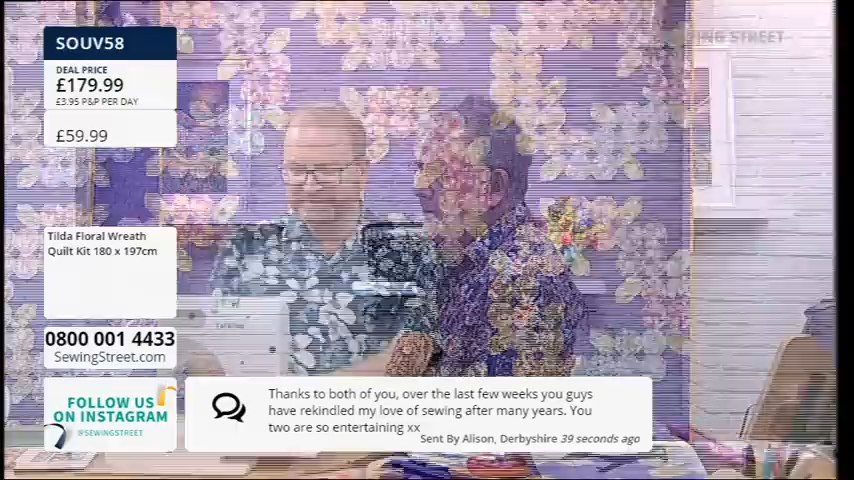 SOUV58
DEAL PRICE
£179.99
£3.95 P&P PER DAY
£59.99
Tilda Floral Wreath
Quilt Kit 180 x 197cm
0800 001 4433
SewingStreet.com
FOLLOW US
ON INSTAGRAM
@SEWINGSTREET
Thanks to both of you, over the last few weeks you guys
have rekindled my love of sewing after many years. You
two are so entertaining xx
Sent By Alison, Derbyshire 39 seconds ago
STREET